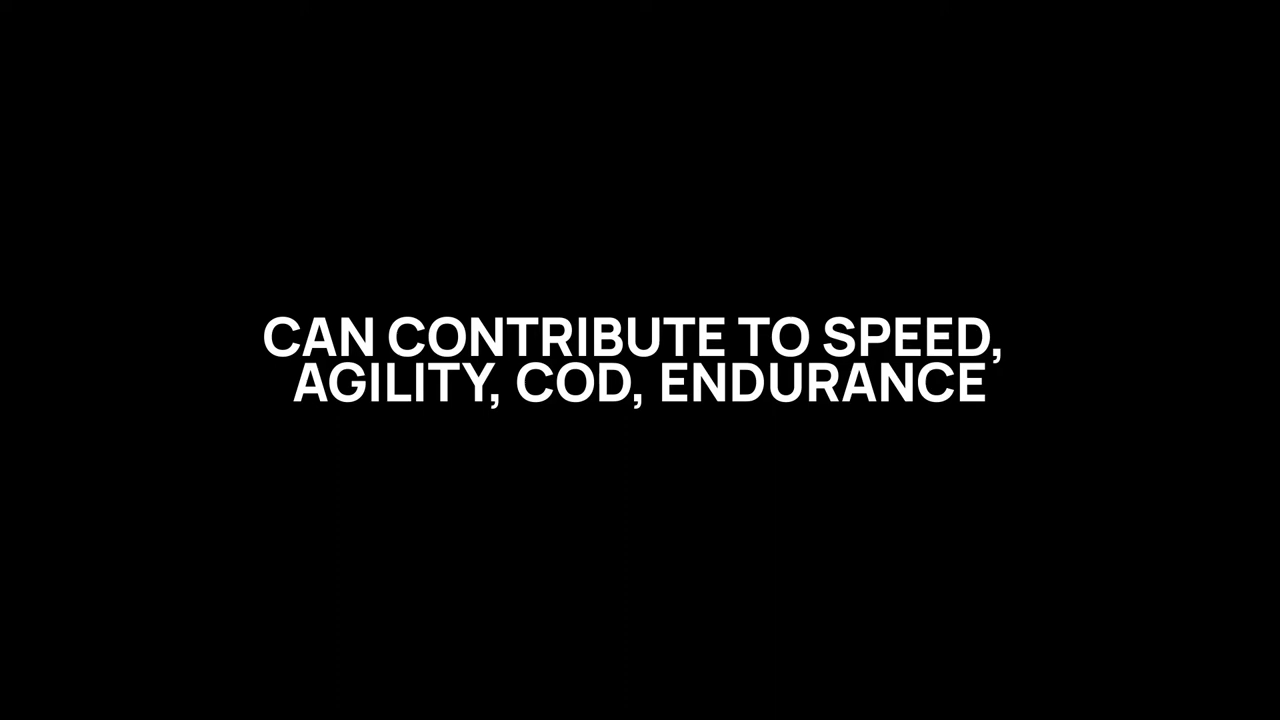 CAN CONTRIBUTE TO SPEED,
AGILITY, COD, ENDURANCE